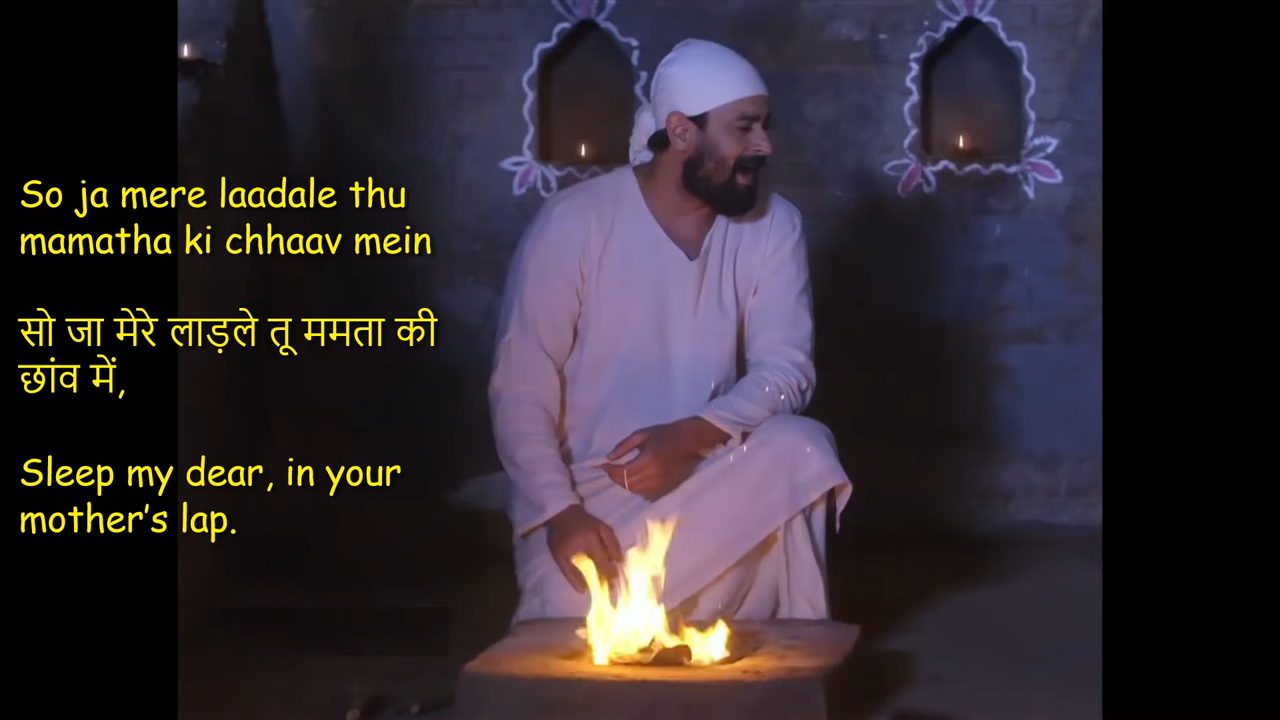 So ja mere laadale thu
mamatha ki chhaav mein
सो जा मेरे लाड़ले तू ममता की
छांव में,
Sleep my dear, in your
mother's lap.